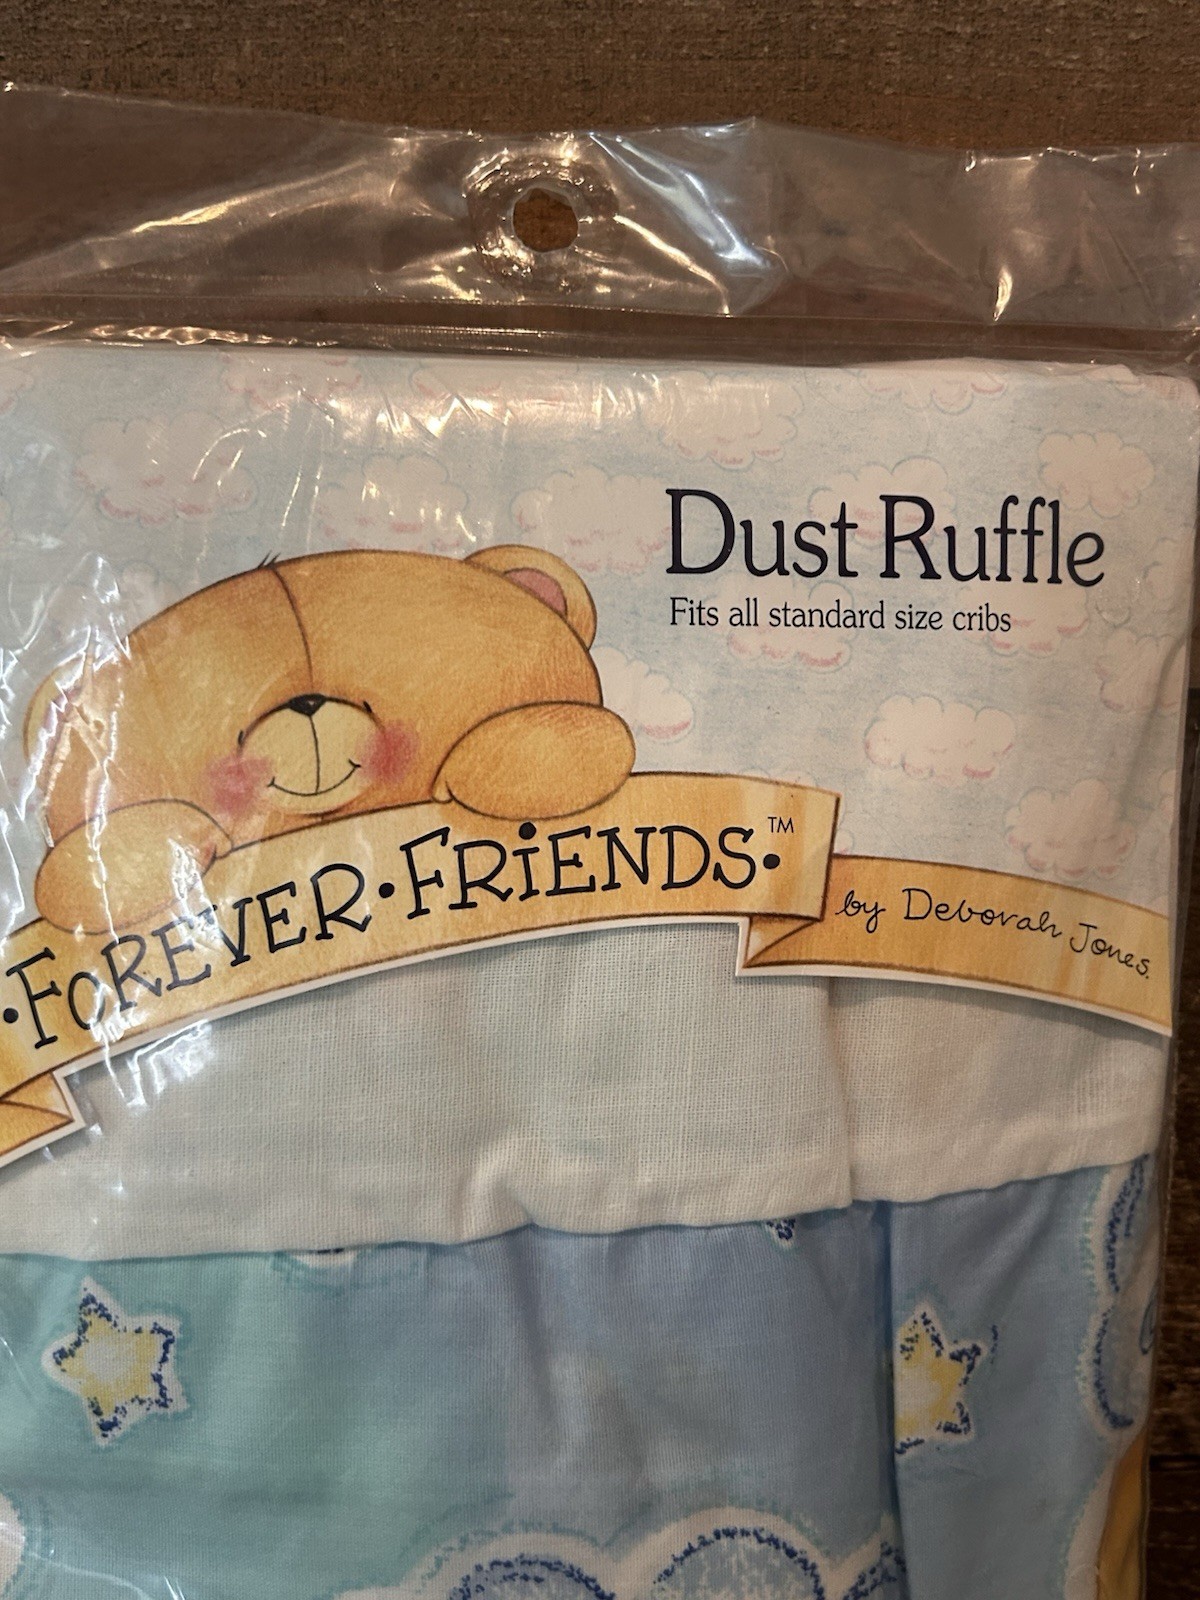 Dust Ruffle
Fits all standard size cribs
•FOREVER•FRiENDS•™
by Deborah Jones.